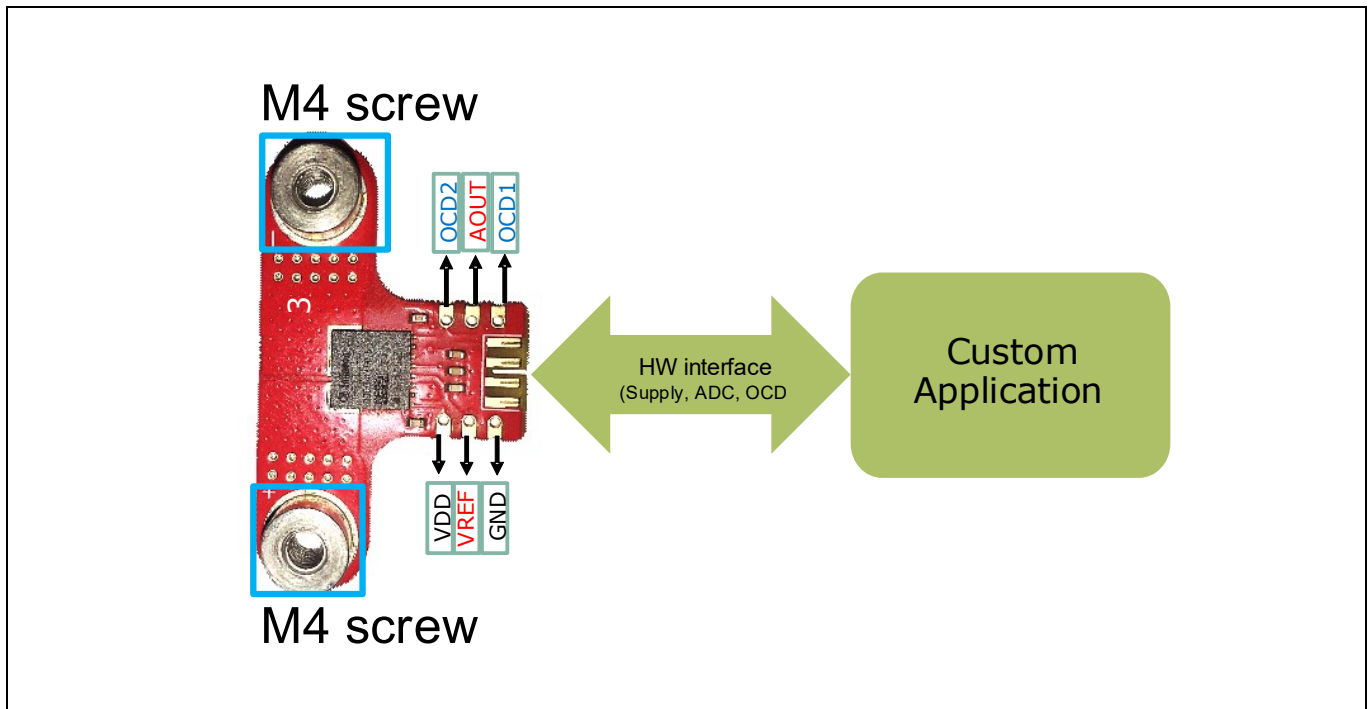 M4 screw
OCD2
AOUT
OCD1
-
3
+
VDD
VREF
GND
M4 screw
HW interface
(Supply, ADC, OCD
Custom
Application